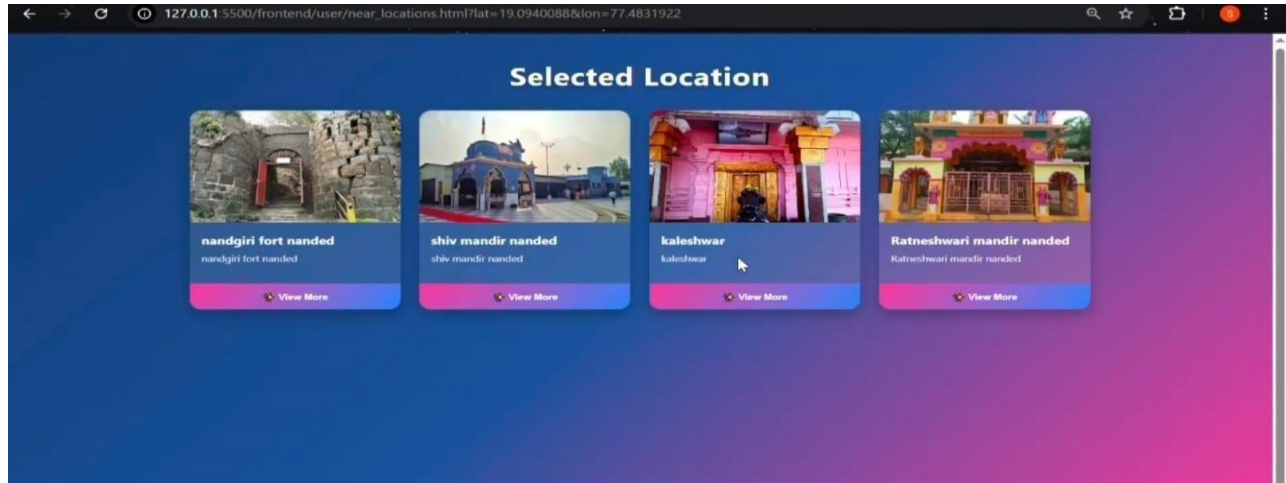 127.0.0.1:5500/frontend/user/near_locations.html?lat=19.0940088&lon=77.4831922
S
Selected Location
nandgiri fort nanded
nandgiri fort nanded
View More
shiv mandir nanded
shiv mandir nanded
View More
kaleshwar
kaleshwar
View More
Ratneshwari mandir nanded
Ratneshwari mandir nanded
View More